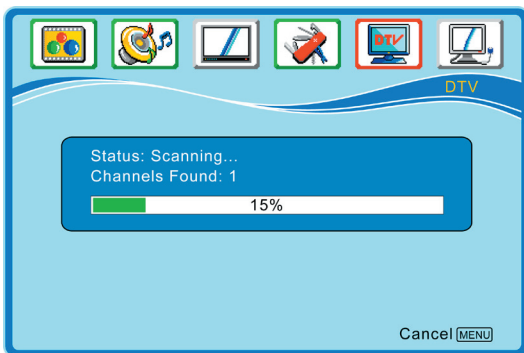 DTV
DTV
Status: Scanning...
Channels Found: 1
15%
Cancel MENU